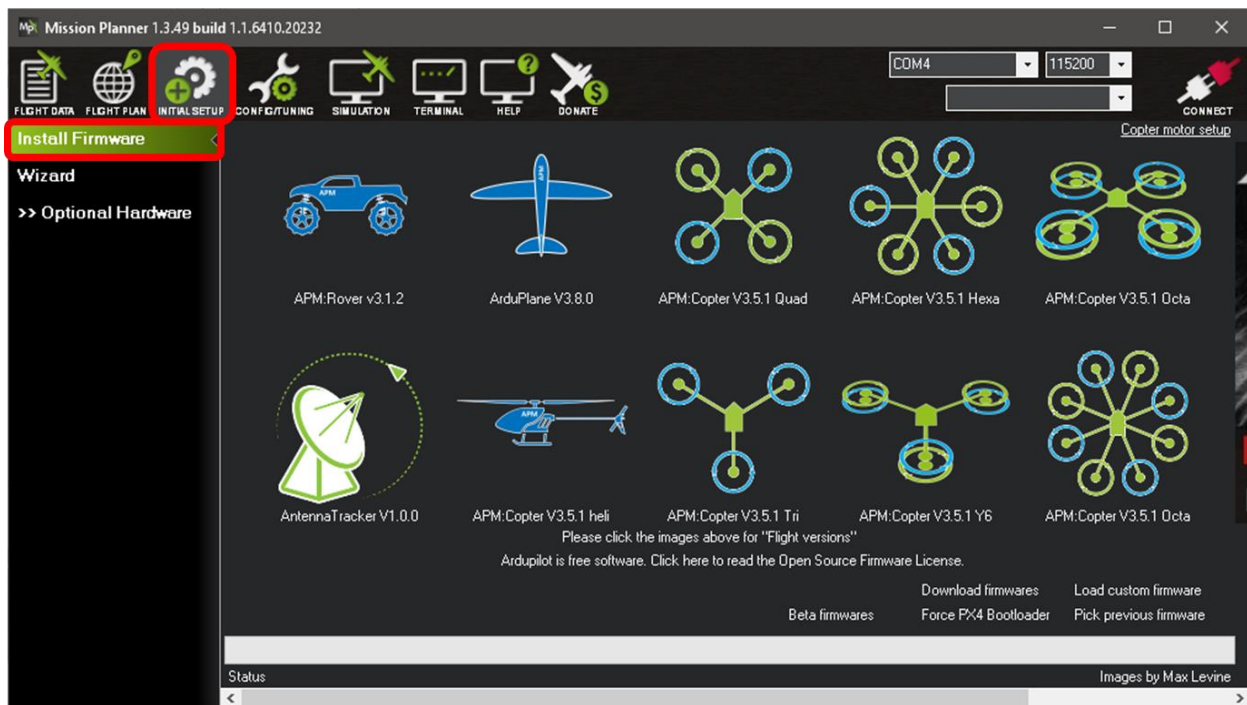 Mission Planner 1.3.49 build 1.1.6410.20232
COM4
115200
FLIGHT DATA
FLIGHT PLAN
INITIAL SETUP
CONFIG/TUNING
SIMULATION
TERMINAL
HELP
DONATE
CONNECT
Install Firmware
Wizard
>> Optional Hardware
Copter motor setup
APM
APM
APM:Rover v3.1.2
ArduPlane V3.8.0
APM:Copter V3.5.1 Quad
APM:Copter V3.5.1 Hexa
APM:Copter V3.5.1 Octa
APM
AntennaTracker V1.0.0
APM:Copter V3.5.1 heli
APM:Copter V3.5.1 Tri
APM:Copter V3.5.1 Y6
APM:Copter V3.5.1 Octa
Please click the images above for "Flight versions"
Ardupilot is free software. Click here to read the Open Source Firmware License.
Download firmwares
Load custom firmware
Beta firmwares
Force PX4 Bootloader
Pick previous firmware
Status
Images by Max Levine